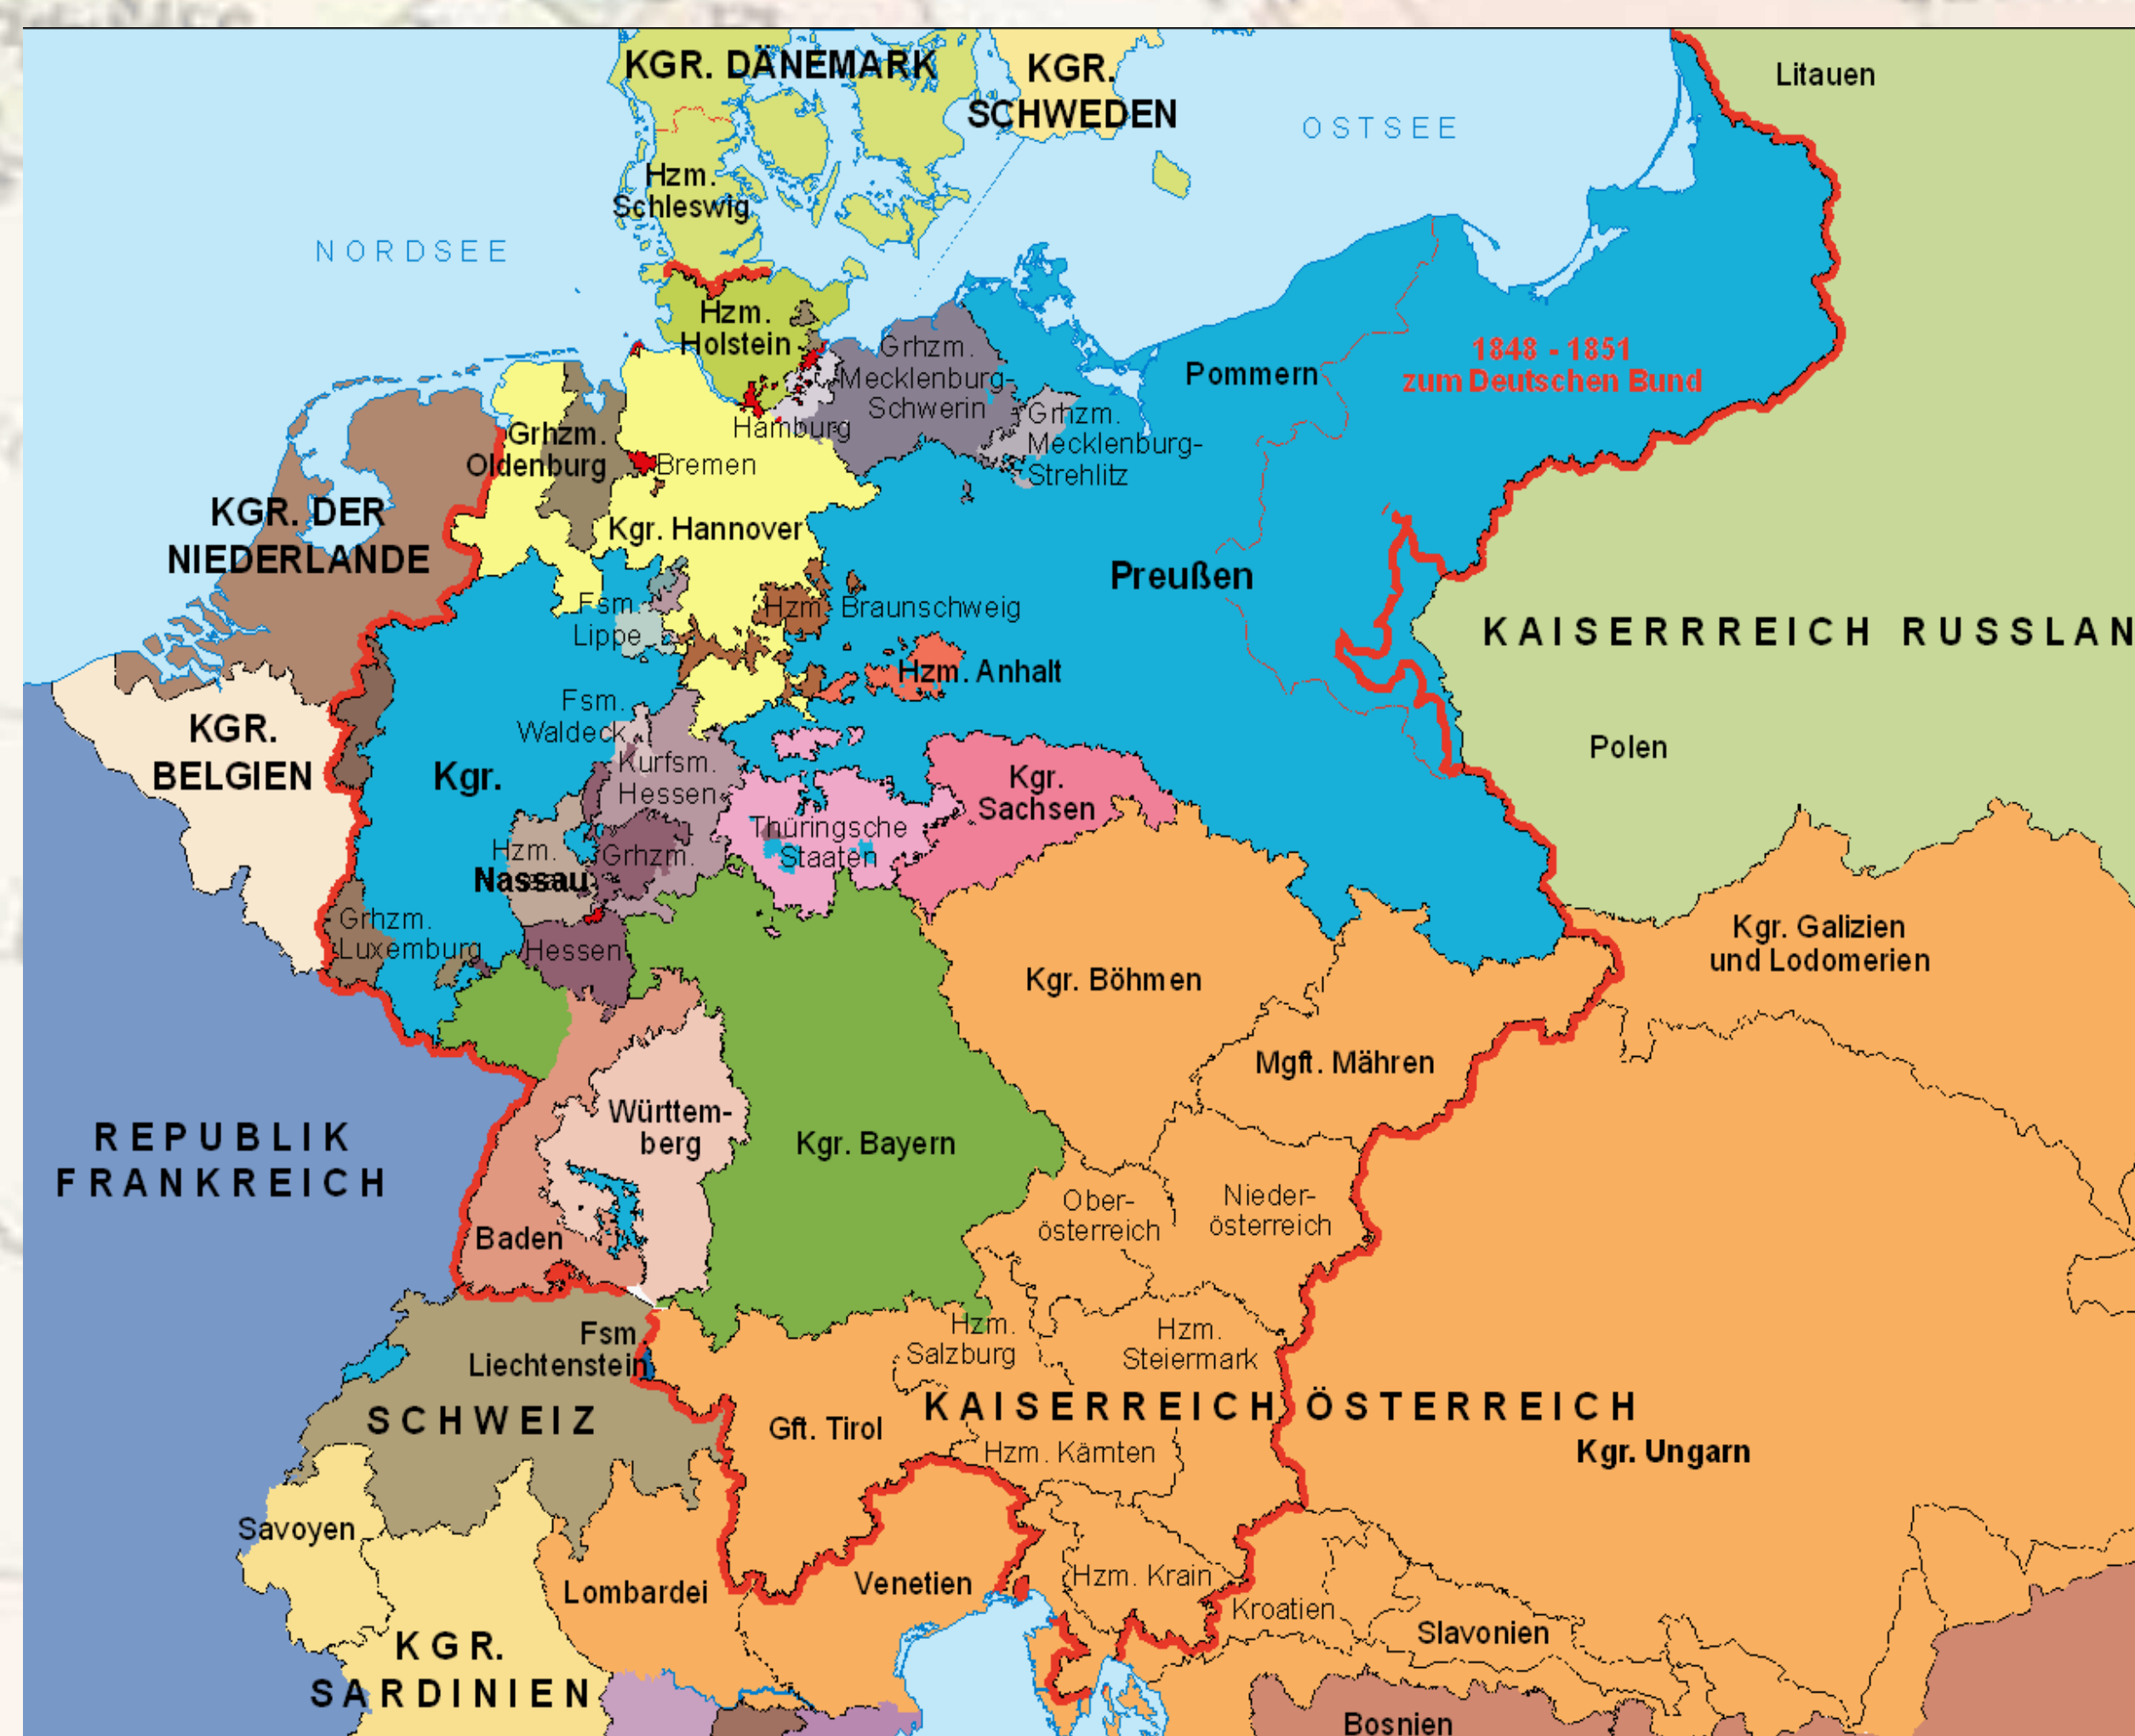 KGR. DÄNEMARK
KGR.
SCHWEDEN
Litauen
OSTSEE
Hzm.
Schleswig
NORDSEE
Hzm.
Holstein
Grhzm.
Mecklenburg-
Schwerin
1848 - 1851
zum Deutschen Bund
Pommern
Grhzm.
Mecklenburg-
Strehlitz
Hamburg
Grhzm.
Oldenburg
Bremen
KGR. DER
NIEDERLANDE
Kgr. Hannover
Preußen
Fsm.
Lippe
Hzm. Braunschweig
KAISERRREICH RUSSLAN
Hzm. Anhalt
Fsm.
Waldeck
KGR.
BELGIEN
Polen
Kgr.
Kurfsm.
Hessen
Kgr.
Sachsen
Thüringsche
Staaten
Hzm.
Nassau
Grhzm.
Hessen
Grhzm.
Luxemburg
Kgr. Galizien
und Lodomerien
Kgr. Böhmen
Mgft. Mähren
REPUBLIK
FRANKREICH
Württem-
berg
Kgr. Bayern
Ober-
österreich
Nieder-
österreich
Baden
Fsm.
Liechtenstein
Hzm.
Salzburg
Hzm.
Steiermark
SCHWEIZ
KAISERREICH ÖSTERREICH
Gft. Tirol
Hzm. Kärnten
Kgr. Ungarn
Savoyen
Lombardei
Venetien
Hzm. Krain
Kroatien
Slavonien
KGR.
SARDINIEN
Bosnien